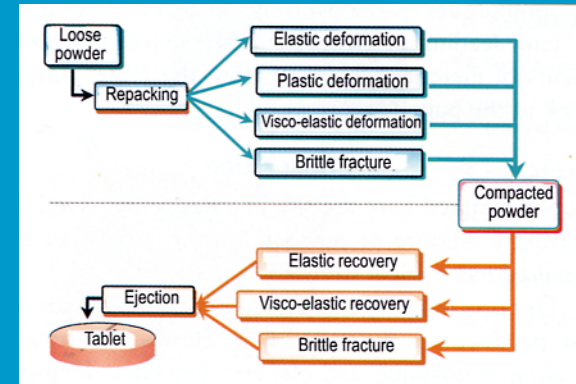 Loose
powder
Repacking
Elastic deformation
Plastic deformation
Visco-elastic deformation
Brittle fracture
Compacted
powder
Elastic recovery
Visco-elastic recovery
Brittle fracture
Ejection
Tablet